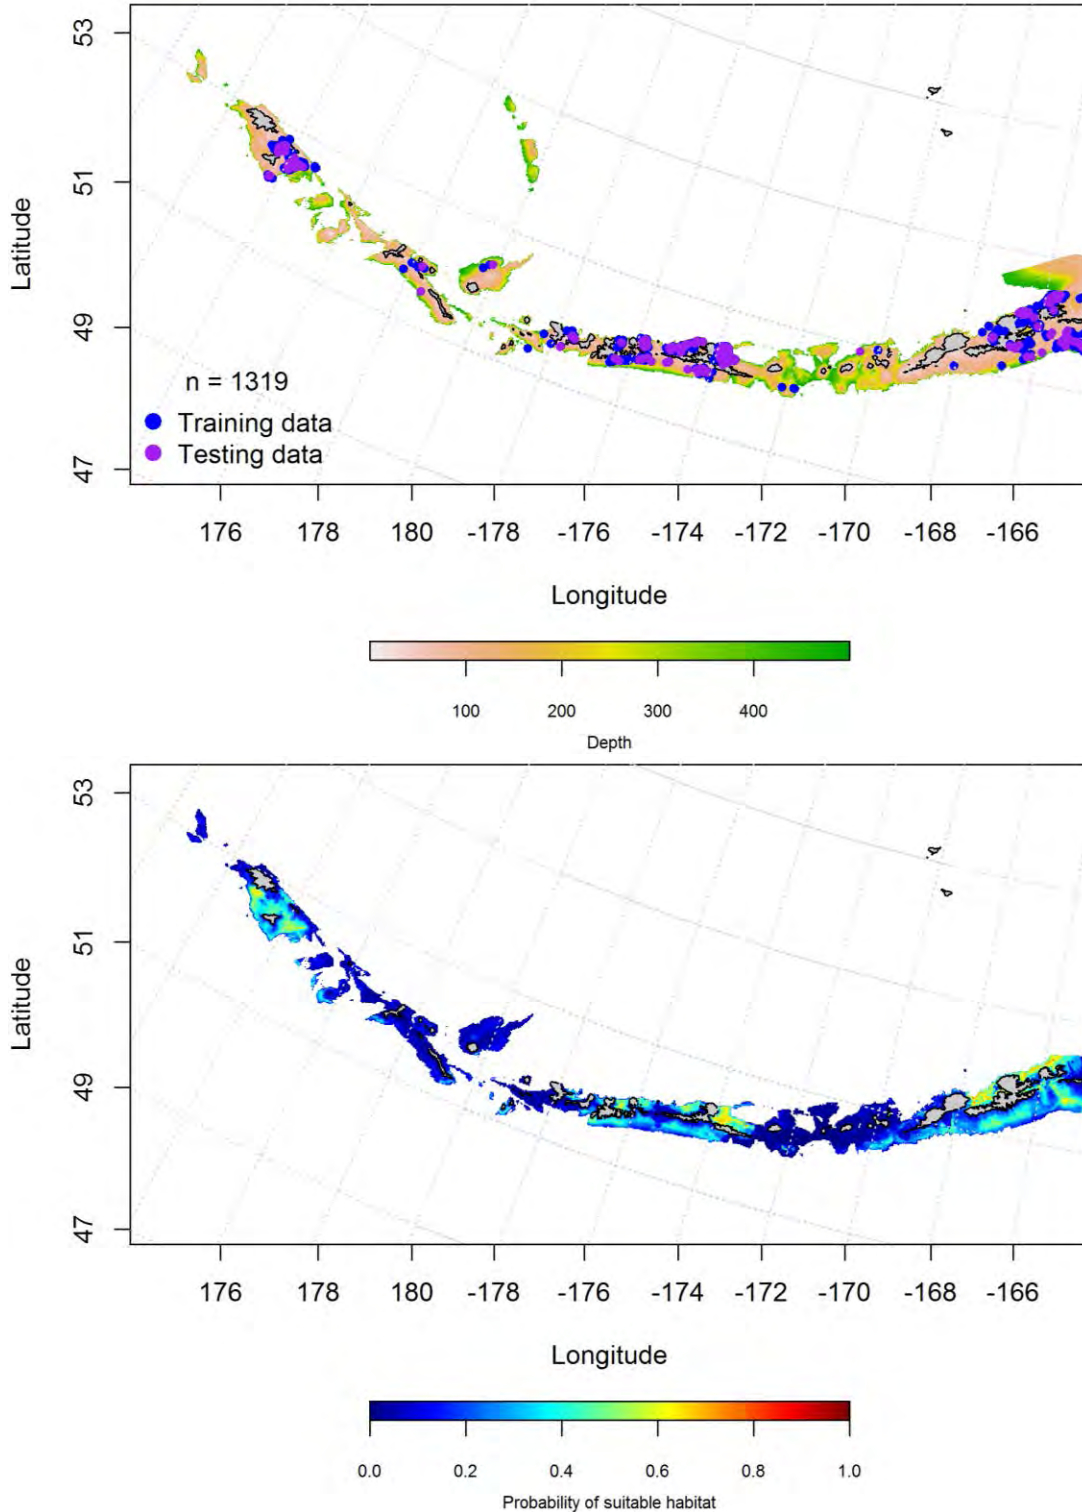 53
51
49
47
Latitude
n = 1319
Training data
Testing data
176 178 180 -178 -176 -174 -172 -170 -168 -166
Longitude
100 200 300 400
Depth
53
51
49
47
Latitude
176 178 180 -178 -176 -174 -172 -170 -168 -166
Longitude
0.0 0.2 0.4 0.6 0.8 1.0
Probability of suitable habitat